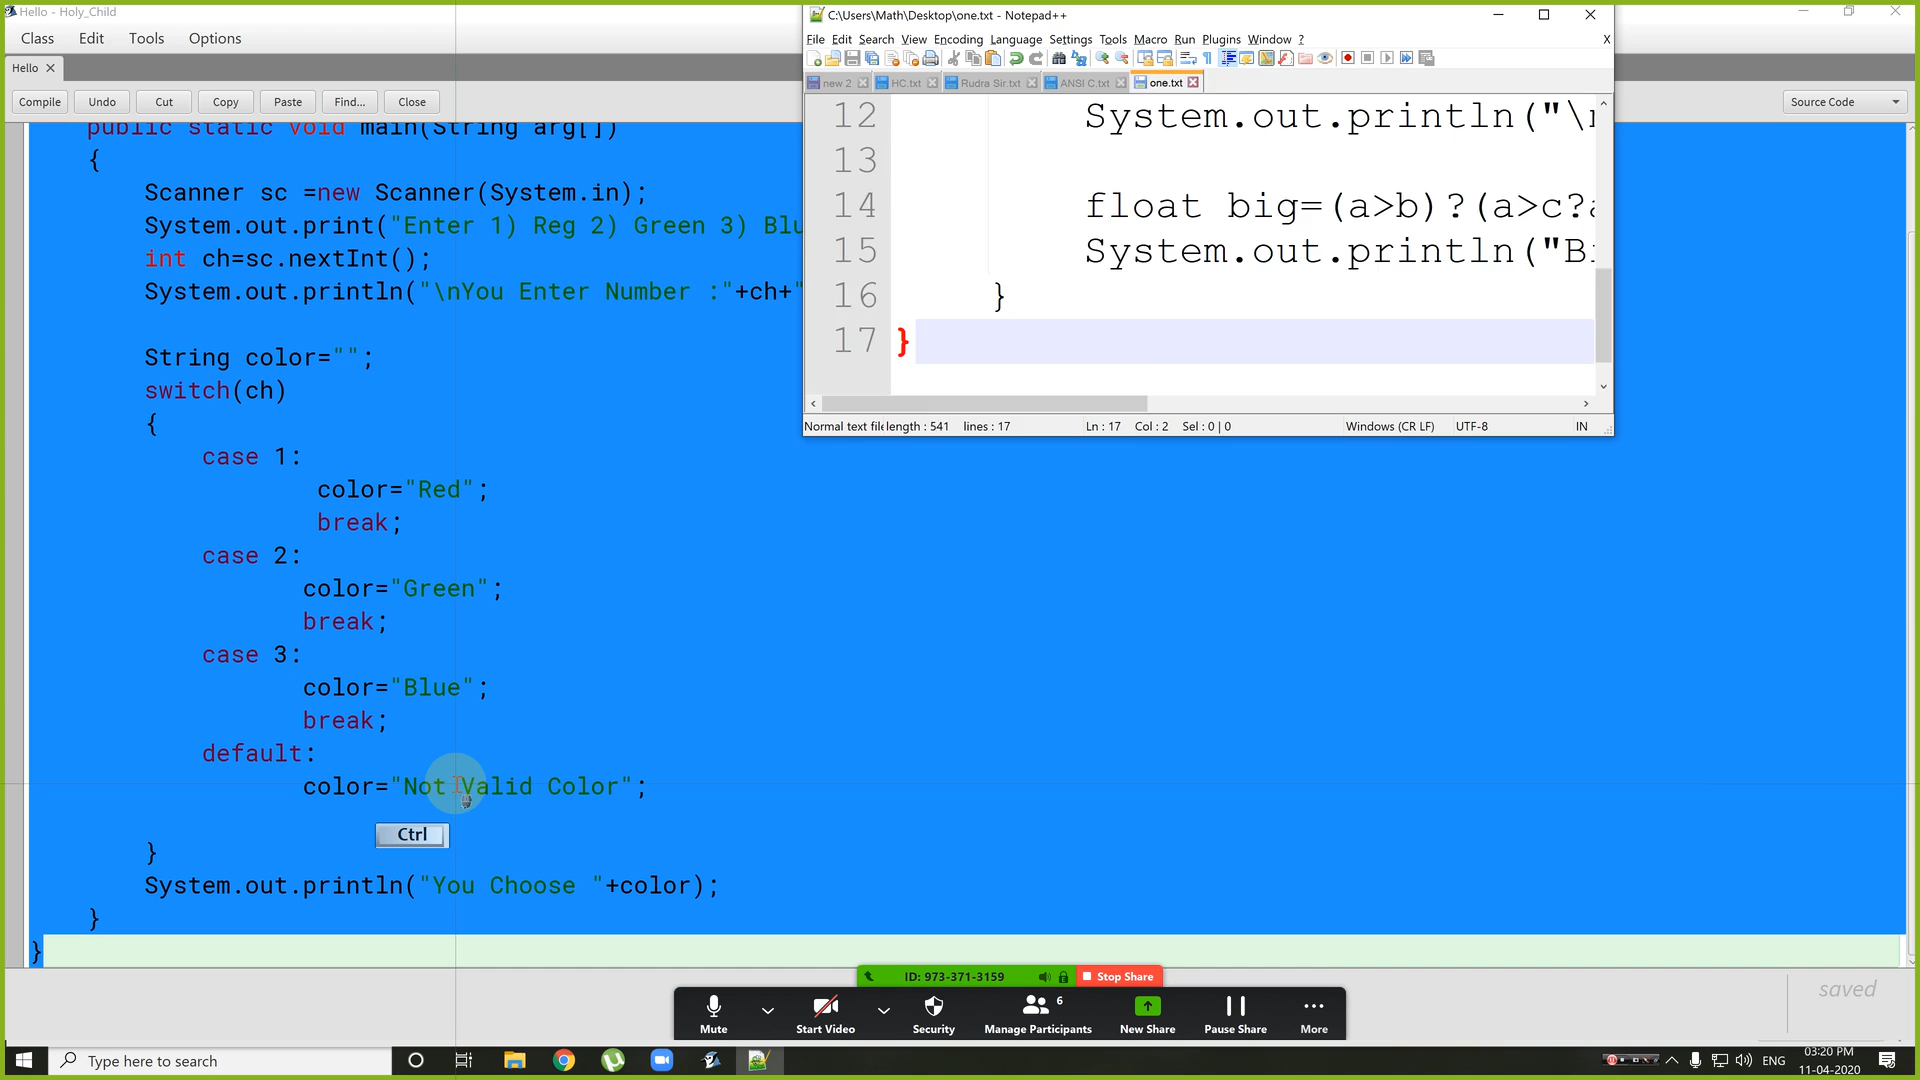 Hello - Holy_Child
Class Edit Tools Options
Hello
Compile Undo Cut Copy Paste Find... Close
Source Code
public static void main(String arg[])
{
Scanner sc =new Scanner(System.in);
System.out.print("Enter 1) Reg 2) Green 3) Blu
int ch=sc.nextInt();
System.out.println("\nYou Enter Number :"+ch+"
String color="";
switch(ch)
{
case 1:
color="Red";
break;
case 2:
color="Green";
break;
case 3:
color="Blue";
break;
default:
color="Not Valid Color";
Ctrl
}
System.out.println("You Choose "+color);
}
}
saved
C:\Users\Math\Desktop\one.txt - Notepad++
File Edit Search View Encoding Language Settings Tools Macro Run Plugins Window ? X
new 2 HC.txt Rudra Sir.txt ANSI C.txt one.txt
12 System.out.println("\
13
14 float big=(a>b)?(a>c?
15 System.out.println("B
16 }
17 }
Normal text file length : 541 lines : 17 Ln : 17 Col : 2 Sel : 0 | 0 Windows (CR LF) UTF-8 IN
ID: 973-371-3159 Stop Share
Mute Start Video Security Manage Participants 6 New Share Pause Share More
Type here to search
ENG
03:20 PM
11-04-2020